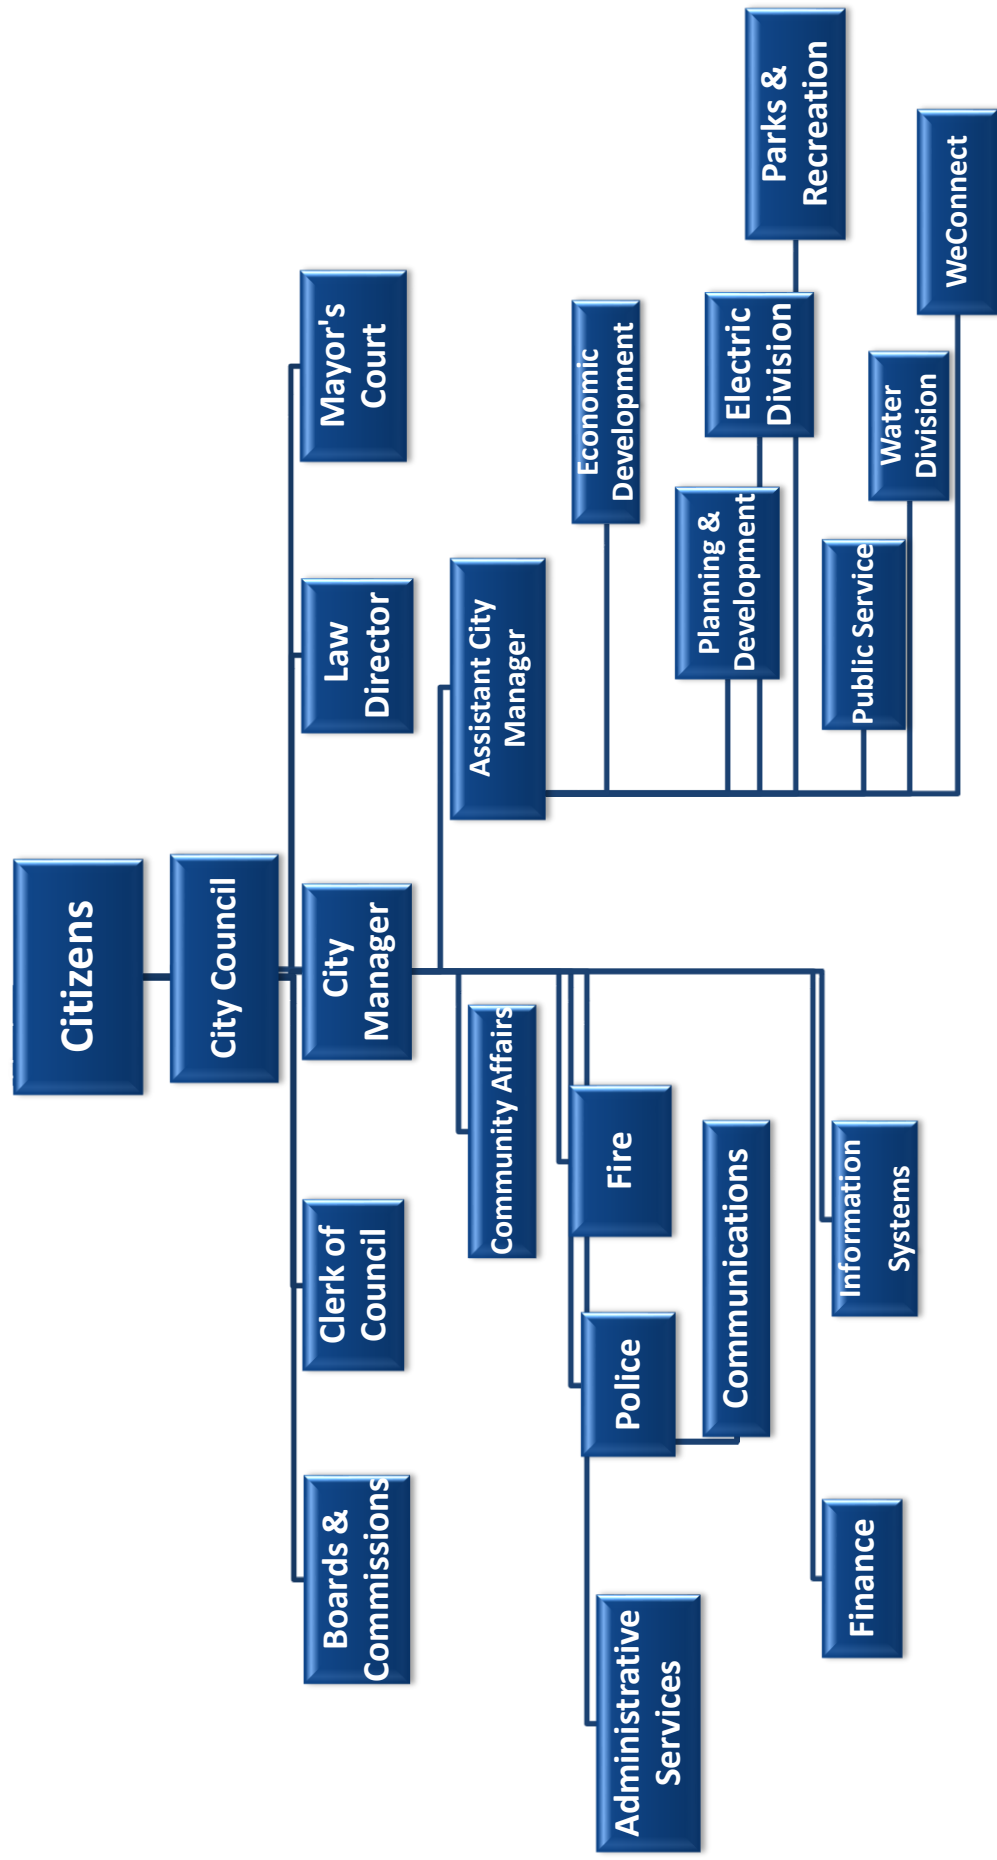 Citizens
City Council
Boards &
Commissions
Clerk of
Council
City
Manager
Law
Director
Mayor's
Court
Assistant City
Manager
Community Affairs
Economic
Development
Fire
Police
Administrative
Services
Communications
Planning &
Development
Electric
Division
Parks &
Recreation
Finance
Information
Systems
Public Service
Water
Division
WeConnect